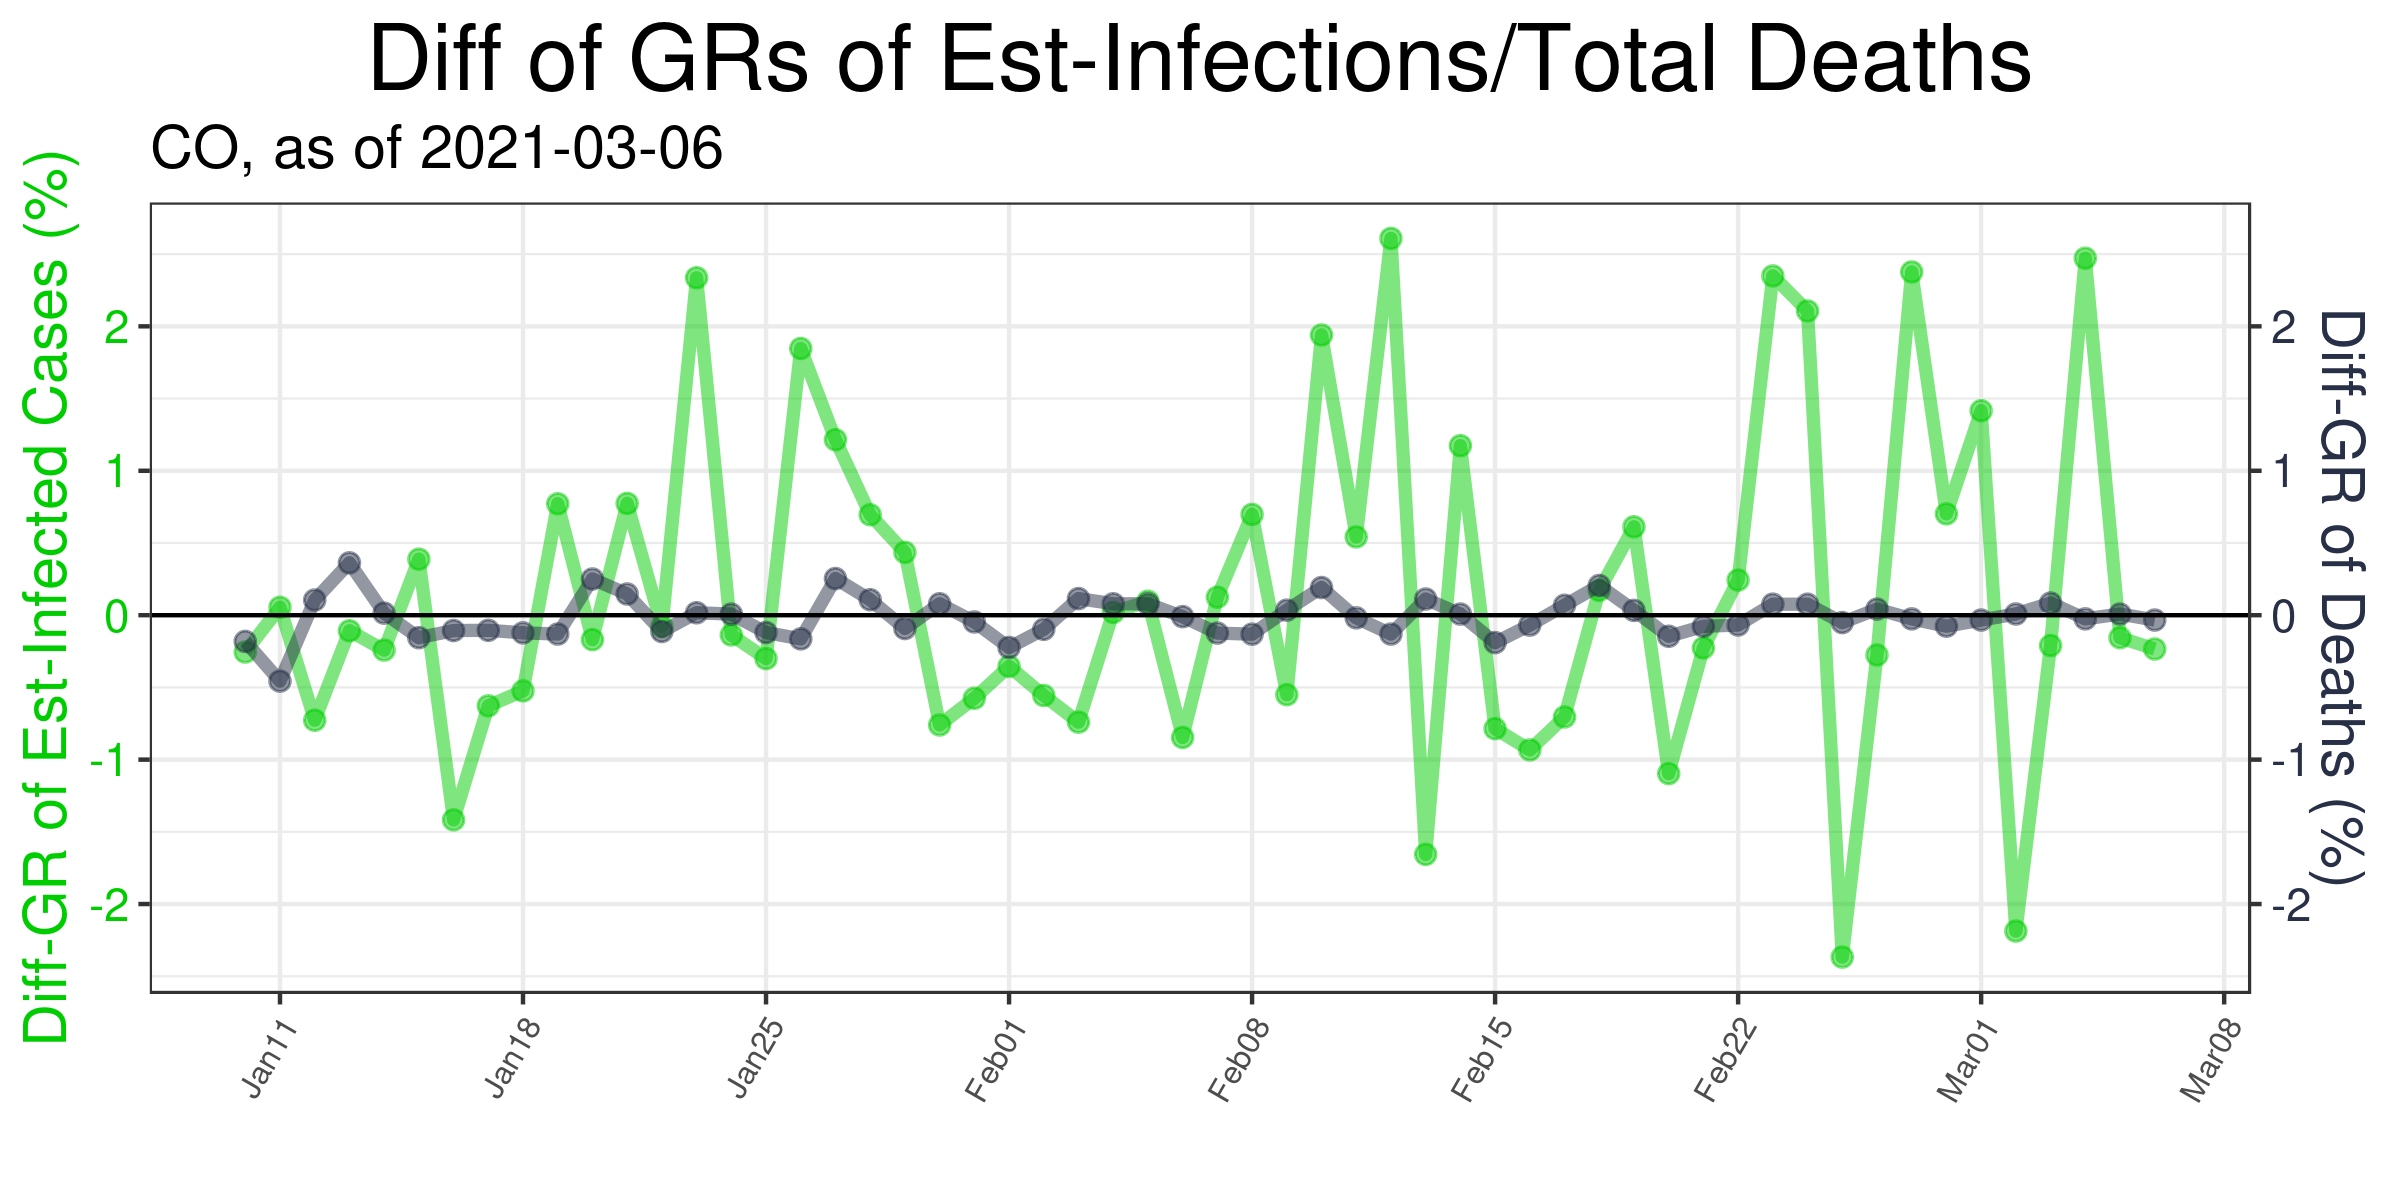 Diff of GRs of Est-Infections/Total Deaths
CO, as of 2021-03-06
Diff-GR of Est-Infected Cases (%)
2
1
0
-1
-2
2
1
0
-1
-2
Diff-GR of Deaths (%)
Jan11
Jan18
Jan25
Feb01
Feb08
Feb15
Feb22
Mar01
Mar08